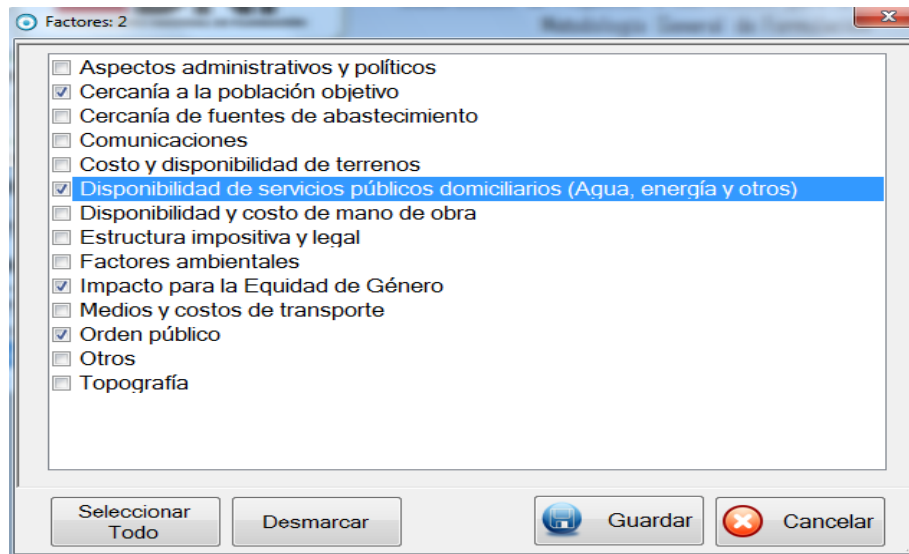 Factores: 2
Metodología General de
Aspectos administrativos y políticos
Cercanía a la población objetivo
Cercanía de fuentes de abastecimiento
Comunicaciones
Costo y disponibilidad de terrenos
Disponibilidad de servicios públicos domiciliarios (Agua, energía y otros)
Disponibilidad y costo de mano de obra
Estructura impositiva y legal
Factores ambientales
Impacto para la Equidad de Género
Medios y costos de transporte
Orden público
Otros
Topografía
Seleccionar
Todo
Desmarcar
Guardar
Cancelar